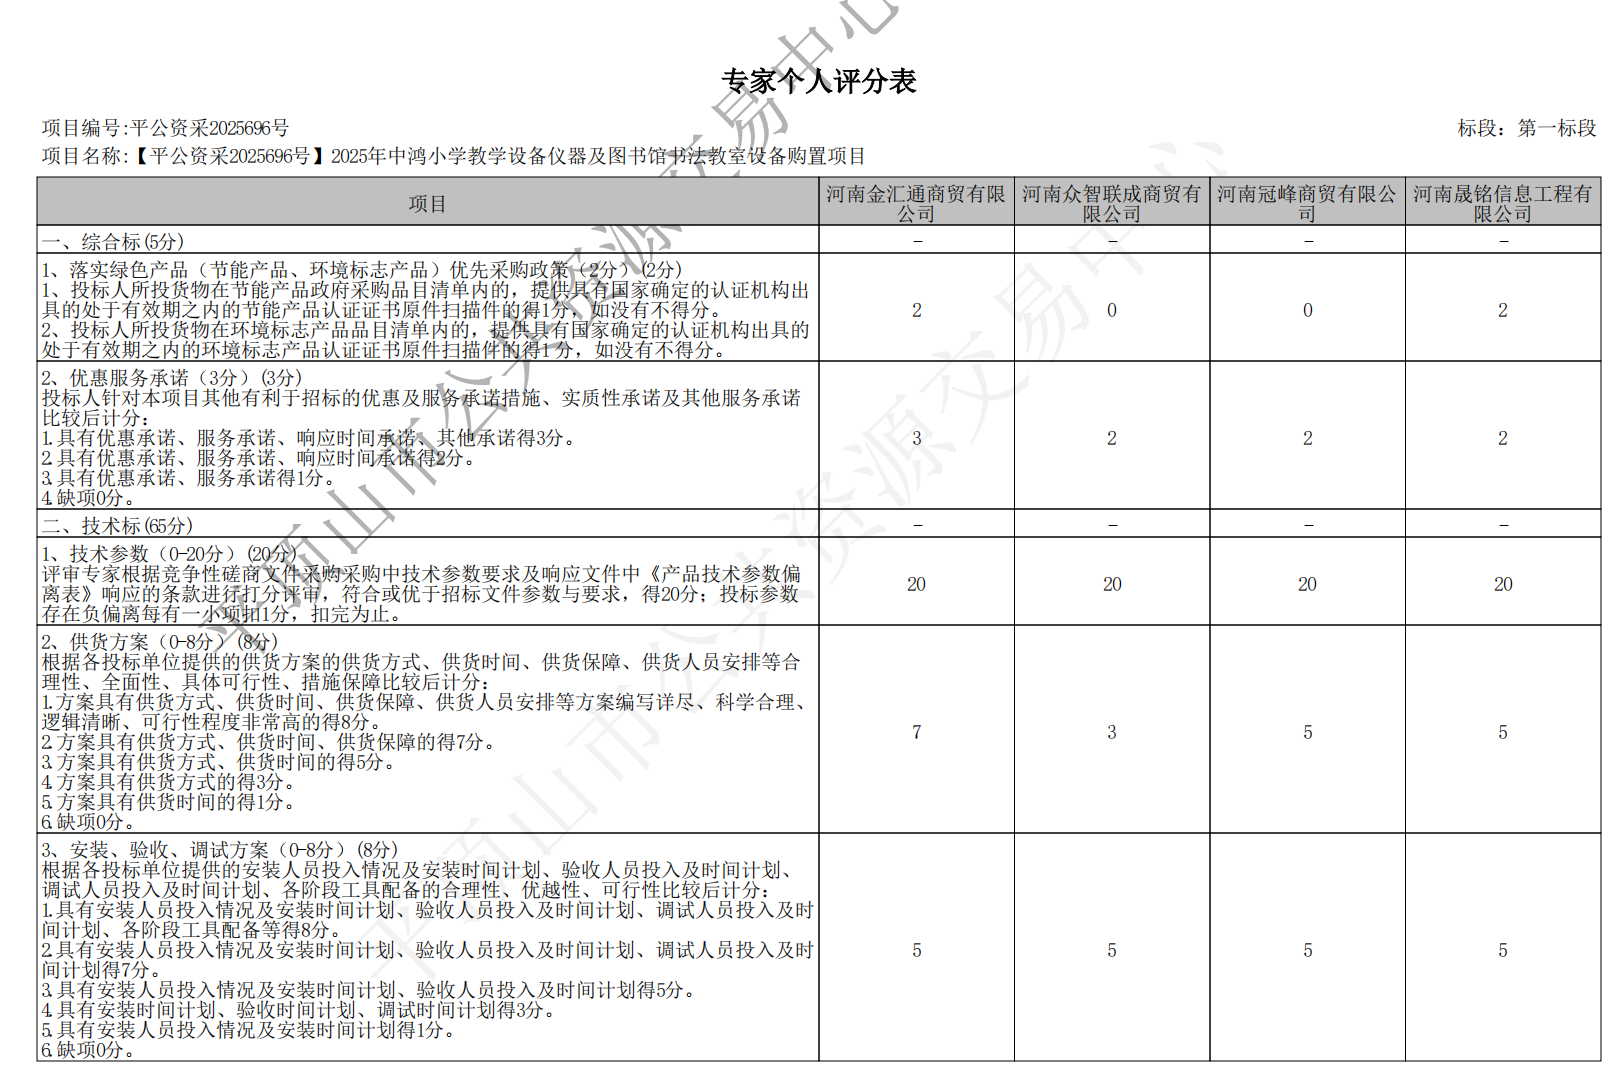 专家个人评分表
项目编号:平公资采2025696号
标段：第一标段
项目名称:【平公资采2025696号】2025年中鸿小学教学设备仪器及图书馆书法教室设备购置项目
项目
河南金汇通商贸有限
公司
河南众智联成商贸有
限公司
河南冠峰商贸有限公
司
河南晟铭信息工程有
限公司
一、综合标(5分)
–
–
–
–
1、落实绿色产品（节能产品、环境标志产品）优先采购政策（2分）(2分)
1、投标人所投货物在节能产品政府采购品目清单内的，提供具有国家确定的认证机构出
具的处于有效期之内的节能产品认证证书原件扫描件的得1分，如没有不得分。
2、投标人所投货物在环境标志产品品目清单内的，提供具有国家确定的认证机构出具的
处于有效期之内的环境标志产品认证证书原件扫描件的得1分，如没有不得分。
2
0
0
2
2、优惠服务承诺（3分）(3分)
投标人针对本项目其他有利于招标的优惠及服务承诺措施、实质性承诺及其他服务承诺
比较后计分：
1.具有优惠承诺、服务承诺、响应时间承诺、其他承诺得3分。
2.具有优惠承诺、服务承诺、响应时间承诺得2分。
3.具有优惠承诺、服务承诺得1分。
4.缺项0分。
3
2
2
2
二、技术标(65分)
–
–
–
–
1、技术参数（0-20分）(20分)
评审专家根据竞争性磋商文件采购采购中技术参数要求及响应文件中《产品技术参数偏
离表》响应的条款进行打分评审，符合或优于招标文件参数与要求，得20分；投标参数
存在负偏离每有一小项扣1分，扣完为止。
20
20
20
20
2、供货方案（0-8分）(8分)
根据各投标单位提供的供货方案的供货方式、供货时间、供货保障、供货人员安排等合
理性、全面性、具体可行性、措施保障比较后计分：
1.方案具有供货方式、供货时间、供货保障、供货人员安排等方案编写详尽、科学合理、
逻辑清晰、可行性程度非常高的得8分。
2.方案具有供货方式、供货时间、供货保障的得7分。
3.方案具有供货方式、供货时间的得5分。
4.方案具有供货方式的得3分。
5.方案具有供货时间的得1分。
6.缺项0分。
7
3
5
5
3、安装、验收、调试方案（0-8分）(8分)
根据各投标单位提供的安装人员投入情况及安装时间计划、验收人员投入及时间计划、
调试人员投入及时间计划、各阶段工具配备的合理性、优越性、可行性比较后计分：
1.具有安装人员投入情况及安装时间计划、验收人员投入及时间计划、调试人员投入及时
间计划、各阶段工具配备等得8分。
2.具有安装人员投入情况及安装时间计划、验收人员投入及时间计划、调试人员投入及时
间计划得7分。
3.具有安装人员投入情况及安装时间计划、验收人员投入及时间计划得5分。
4.具有安装时间计划、验收时间计划、调试时间计划得3分。
5.具有安装人员投入情况及安装时间计划得1分。
6.缺项0分。
5
5
5
5
平顶山市公共资源交易中心
平顶山市公共资源交易中心